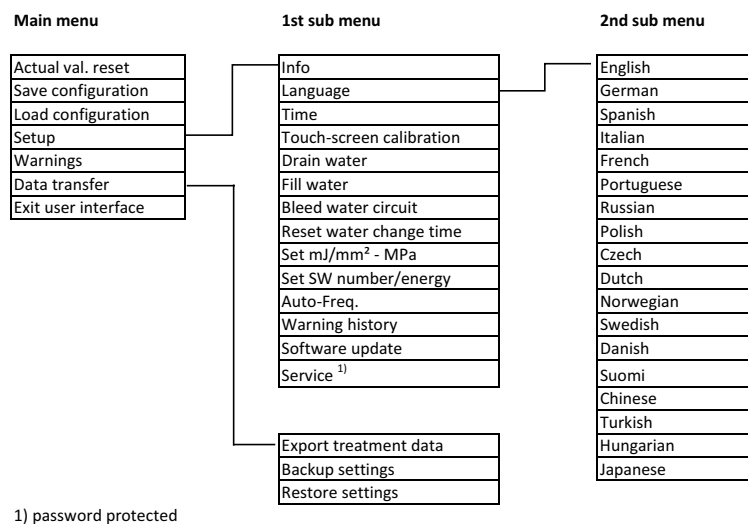 Main menu
1st sub menu
2nd sub menu
Actual val. reset
Save configuration
Load configuration
Setup
Warnings
Data transfer
Exit user interface
Info
Language
Time
Touch-screen calibration
Drain water
Fill water
Bleed water circuit
Reset water change time
Set mJ/mm² - MPa
Set SW number/energy
Auto-Freq.
Warning history
Software update
Service 1)
Export treatment data
Backup settings
Restore settings
English
German
Spanish
Italian
French
Portuguese
Russian
Polish
Czech
Dutch
Norwegian
Swedish
Danish
Suomi
Chinese
Turkish
Hungarian
Japanese
1) password protected